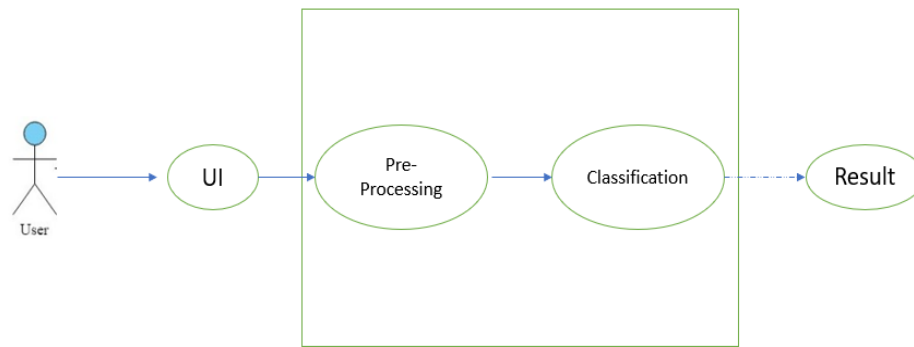 User
UI
Pre-
Processing
Classification
Result